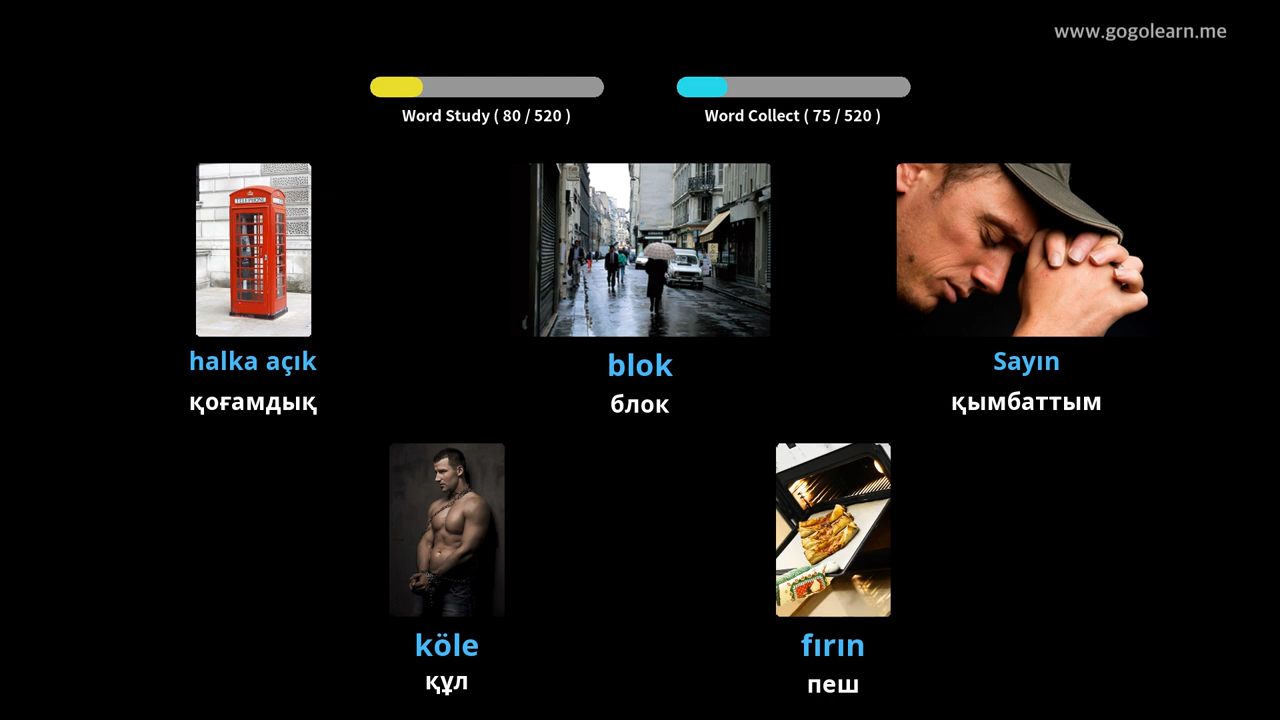 www.gogolearn.me
Word Study ( 80 / 520 )
Word Collect ( 75 / 520 )
TELEPHONE
halka açık
қоғамдық
blok
блок
Sayın
қымбаттым
köle
құл
fırın
пеш